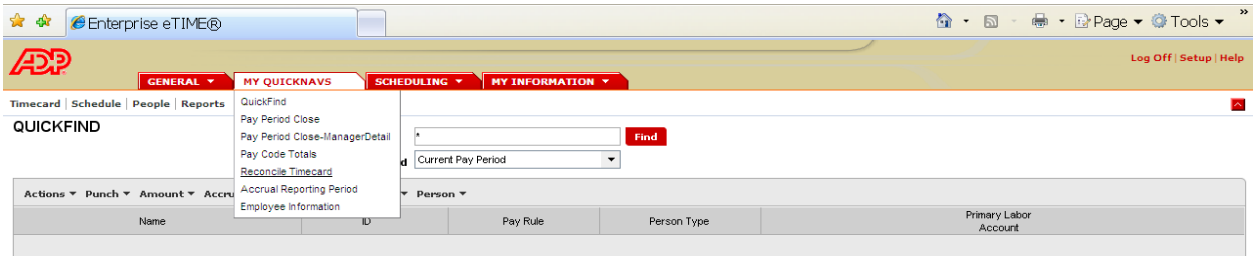 Enterprise eTIME®
Page Tools »
ADP
Log Off | Setup | Help
GENERAL MY QUICKNAVS SCHEDULING MY INFORMATION
Timecard | Schedule | People | Reports
QuickFind
Pay Period Close
Pay Period Close-ManagerDetail
Pay Code Totals
Reconcile Timecard
Accrual Reporting Period
Employee Information
QUICKFIND
* Find
d Current Pay Period
Actions Punch Amount Accru Person
Name ID Pay Rule Person Type Primary Labor
Account